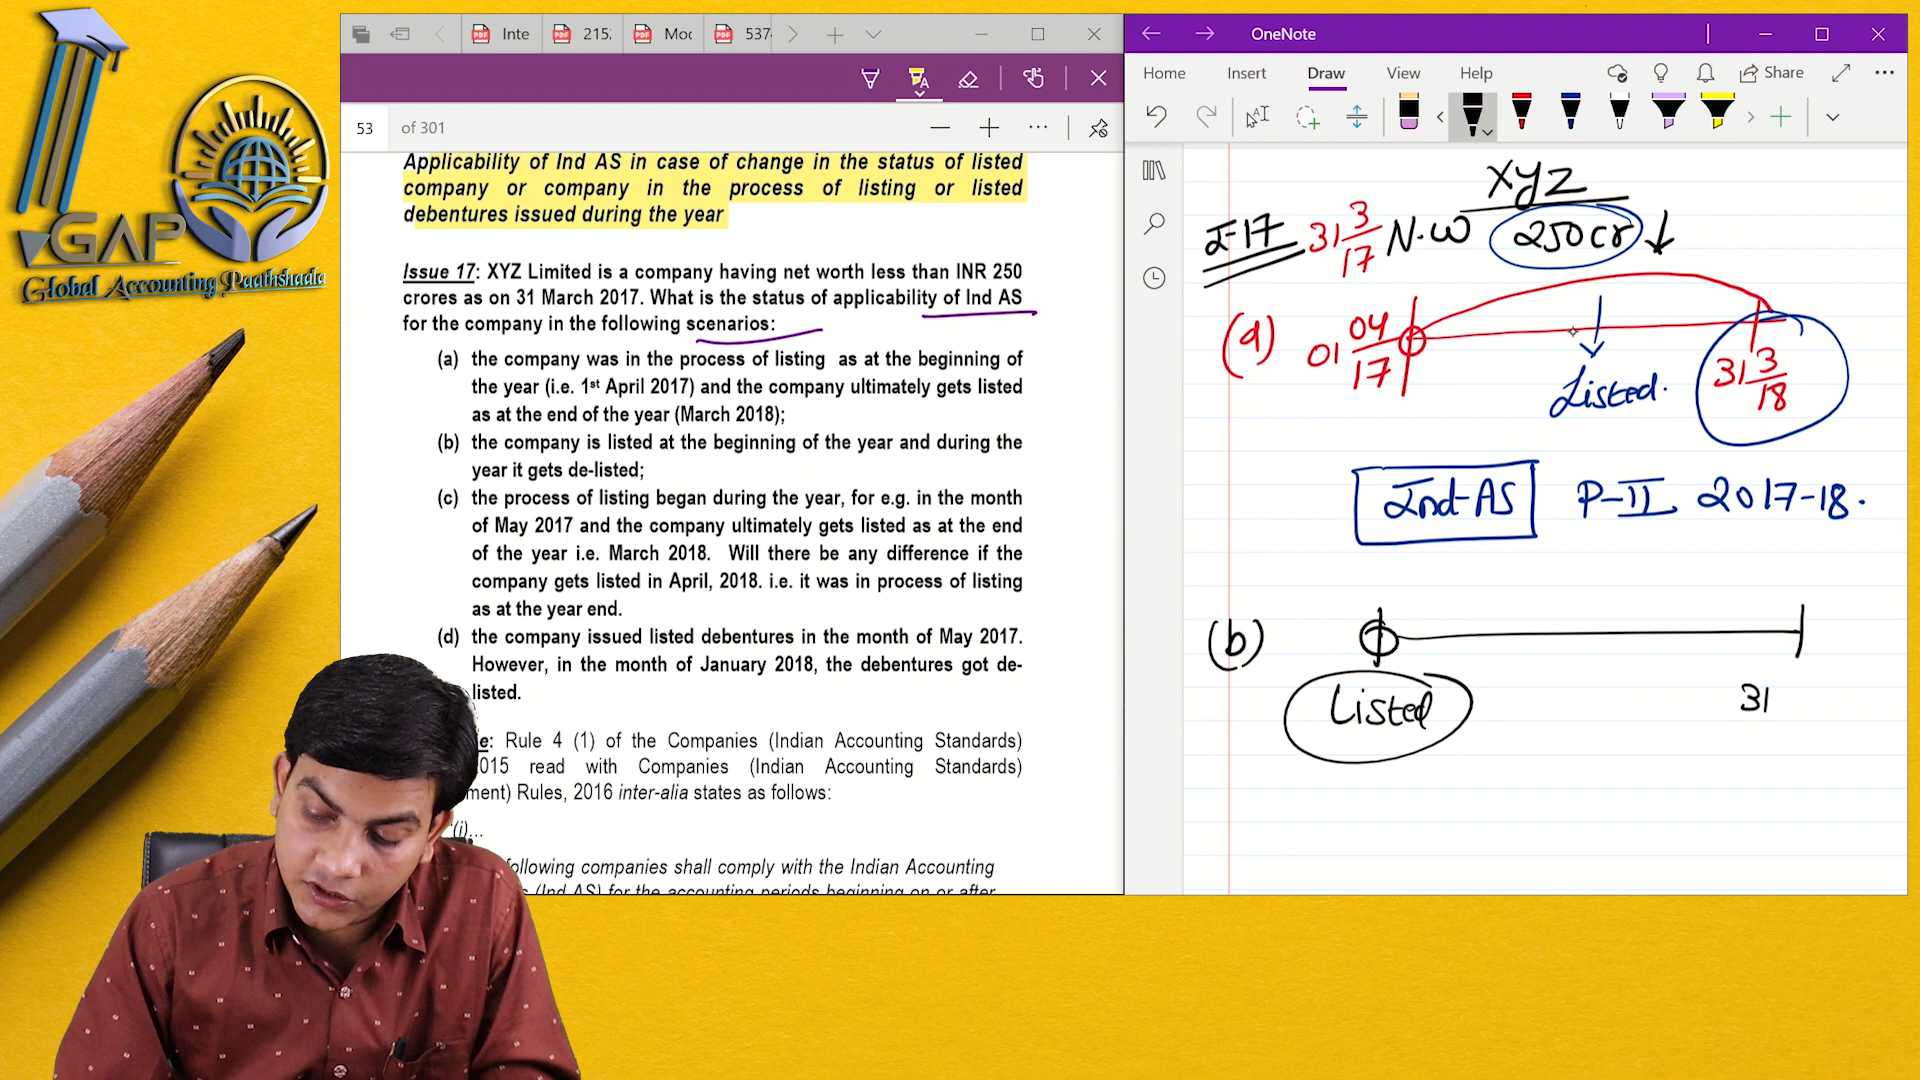 GAP
Global Accounting Paathshaala
Inte
215
Moc
537
53
of 301
Applicability of Ind AS in case of change in the status of listed
company or company in the process of listing or listed
debentures issued during the year
Issue 17: XYZ Limited is a company having net worth less than INR 250
crores as on 31 March 2017. What is the status of applicability of Ind AS
for the company in the following scenarios:
(a) the company was in the process of listing as at the beginning of
the year (i.e. 1st April 2017) and the company ultimately gets listed
as at the end of the year (March 2018);
(b) the company is listed at the beginning of the year and during the
year it gets de-listed;
(c) the process of listing began during the year, for e.g. in the month
of May 2017 and the company ultimately gets listed as at the end
of the year i.e. March 2018. Will there be any difference if the
company gets listed in April, 2018. i.e. it was in process of listing
as at the year end.
(d) the company issued listed debentures in the month of May 2017.
However, in the month of January 2018, the debentures got de-
listed.
e: Rule 4 (1) of the Companies (Indian Accounting Standards)
015 read with Companies (Indian Accounting Standards)
ment) Rules, 2016 inter-alia states as follows:
(i)...
following companies shall comply with the Indian Accounting
(Ind AS) for the accounting periods beginning on or after
OneNote
Home Insert Draw View Help Share
XYZ
I-17 31 3/17 N.W 250 cr ↓
(a) 01 04/17 Listed. 31 3/18
Ind-AS P-II 2017-18.
(b)
Listed 31